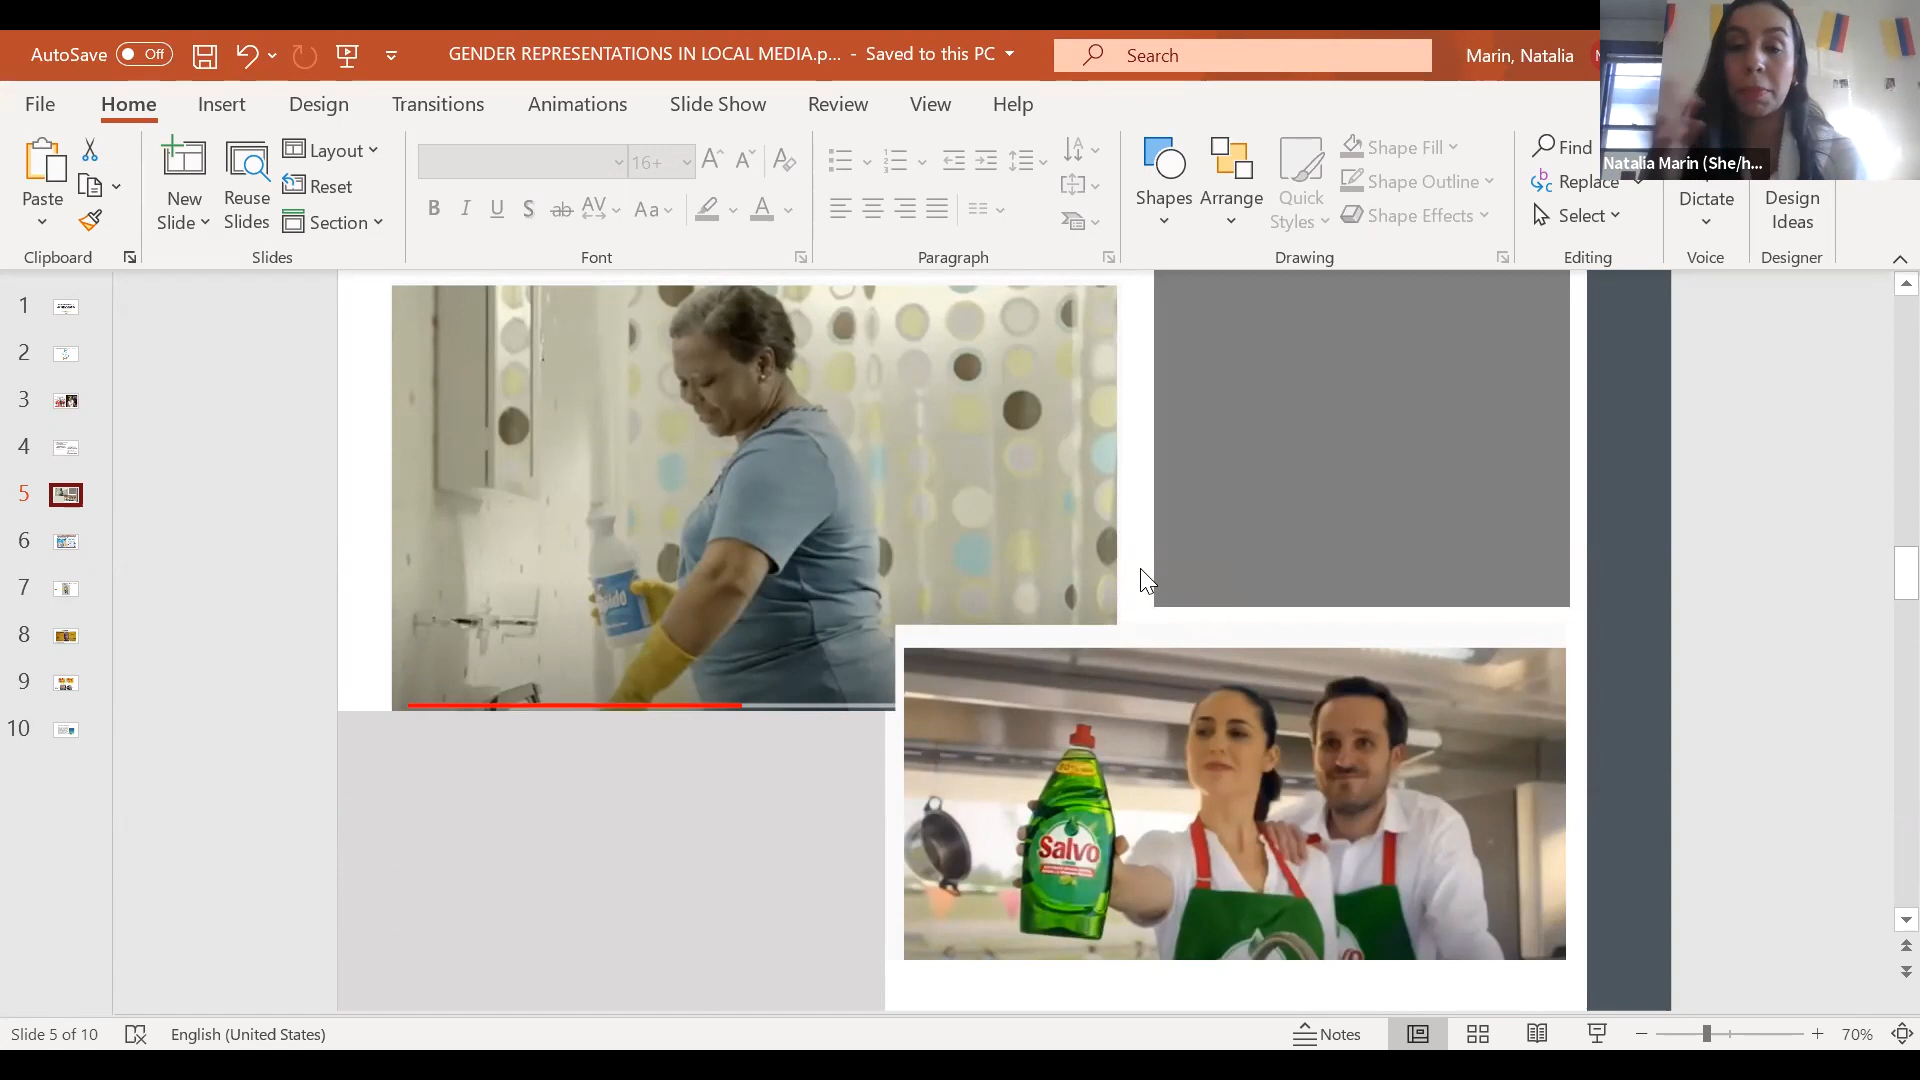 AutoSave Off GENDER REPRESENTATIONS IN LOCAL MEDIA.p... - Saved to this PC Search Marin, Natalia
File Home Insert Design Transitions Animations Slide Show Review View Help
Paste
Clipboard
New Slide
Reuse Slides
Layout
Reset
Section
Slides
16+
B I U S ab AV Aa A
Font
Paragraph
Shapes
Arrange
Quick Styles
Shape Fill
Shape Outline
Shape Effects
Drawing
Find
Replace
Select
Editing
Dictate
Voice
Design Ideas
Designer
Natalia Marin (She/h...
1
2
3
4
5
6
7
8
9
10
Salvo
Slide 5 of 10 English (United States) Notes 70%